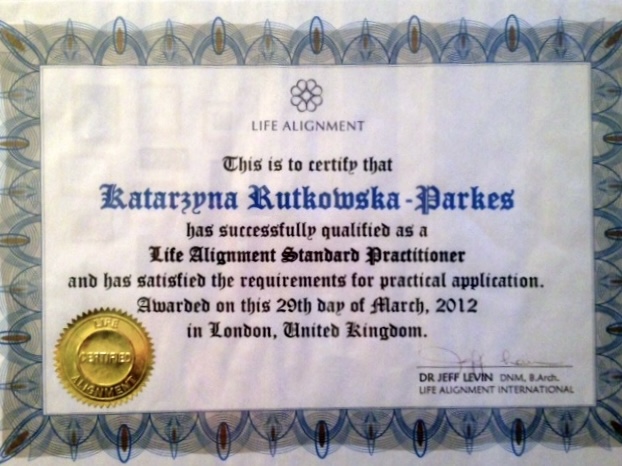 LIFE ALIGNMENT
This is to certify that
Katarzyna Rutkowska-Parkes
has successfully qualified as a
Life Alignment Standard Practitioner
and has satisfied the requirements for practical application.
Awarded on this 29th day of March, 2012
in London, United Kingdom.
LIFE
CERTIFIED
ALIGNMENT
DR JEFF LEVIN DNM, B.Arch.
LIFE ALIGNMENT INTERNATIONAL